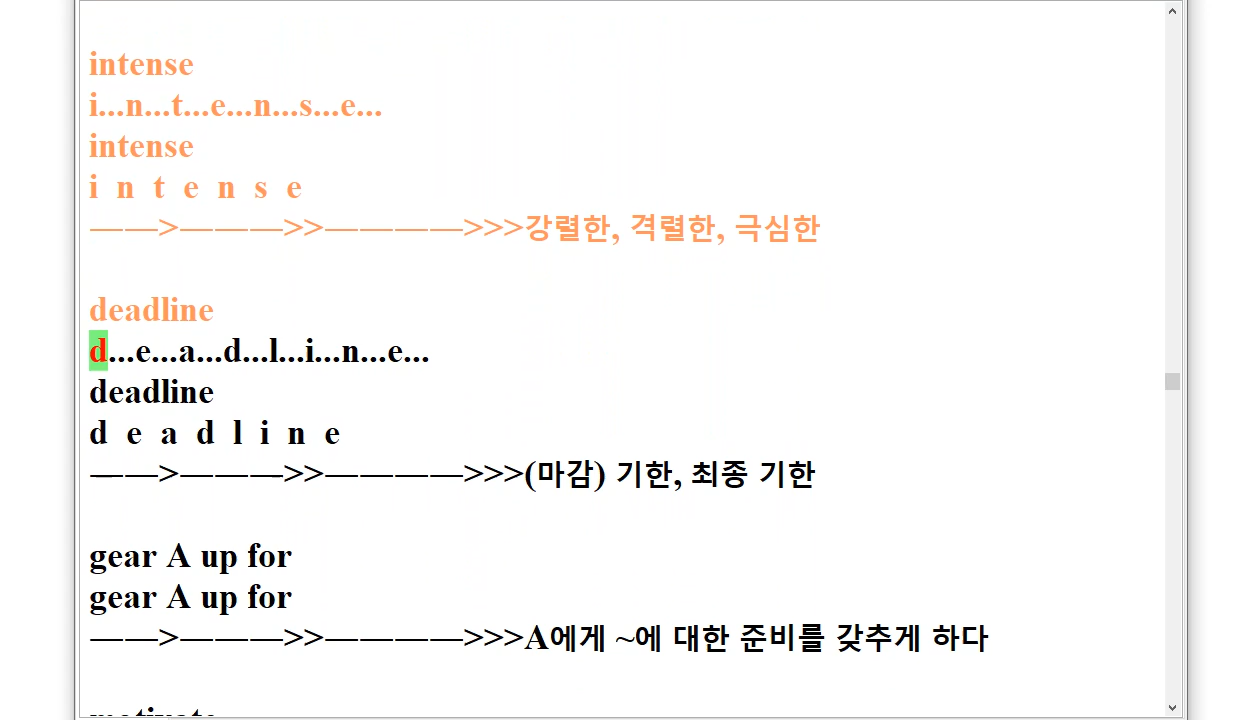 intense
i...n...t...e...n...s...e...
intense
i n t e n s e
——>———>>————>>>강렬한, 격렬한, 극심한
deadline
d...e...a...d...l...i...n...e...
deadline
d e a d l i n e
——>———>>————>>>(마감) 기한, 최종 기한
gear A up for
gear A up for
——>———>>————>>>A에게 ~에 대한 준비를 갖추게 하다